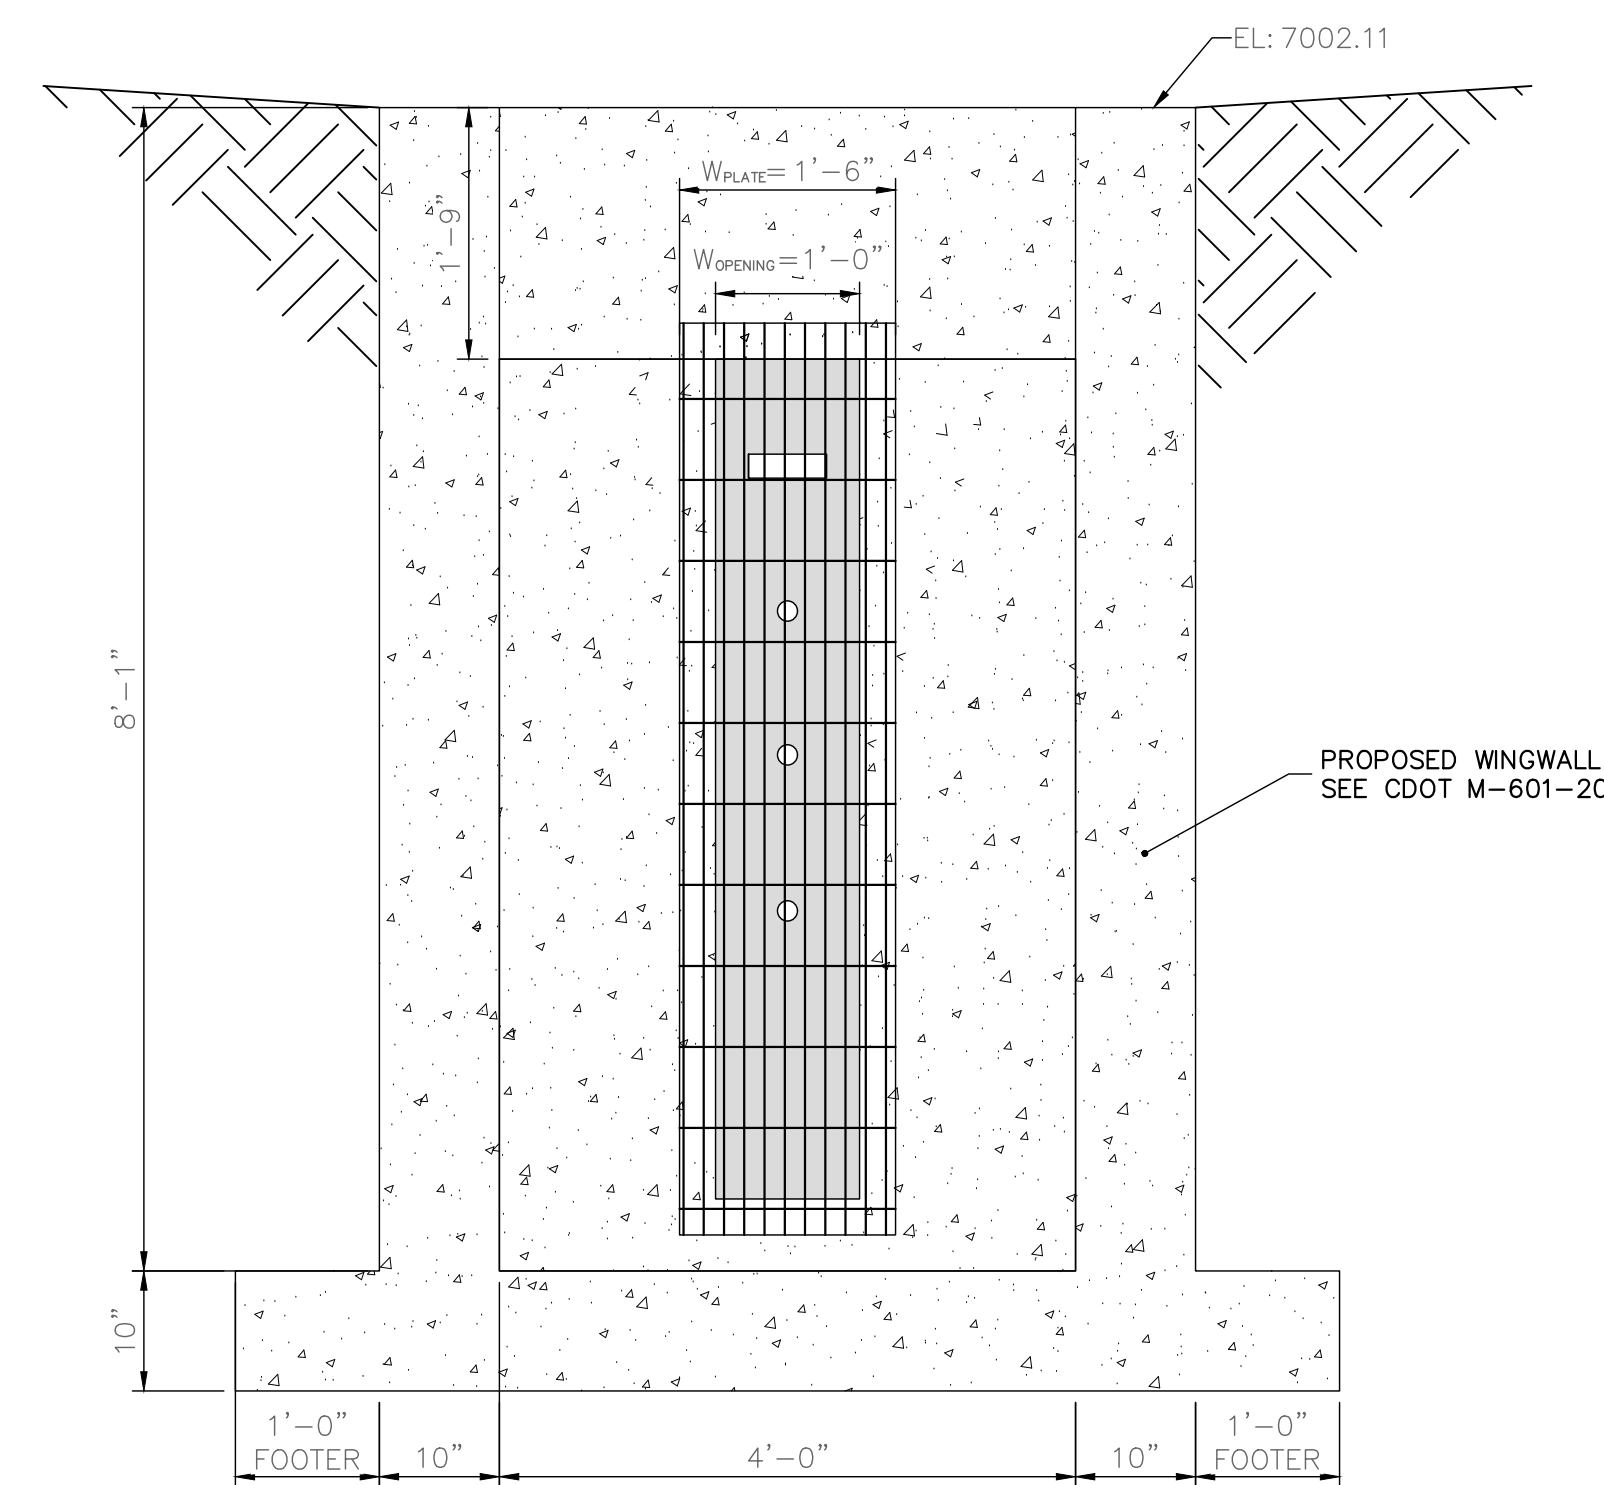 EL: 7002.11
WPLATE= 1'-6"
1'-9"
WOPENING=1'-0"
8'-1"
PROPOSED WINGWALL
SEE CDOT M-601-20
10"
1'-0"
FOOTER
10"
4'-0"
10"
1'-0"
FOOTER